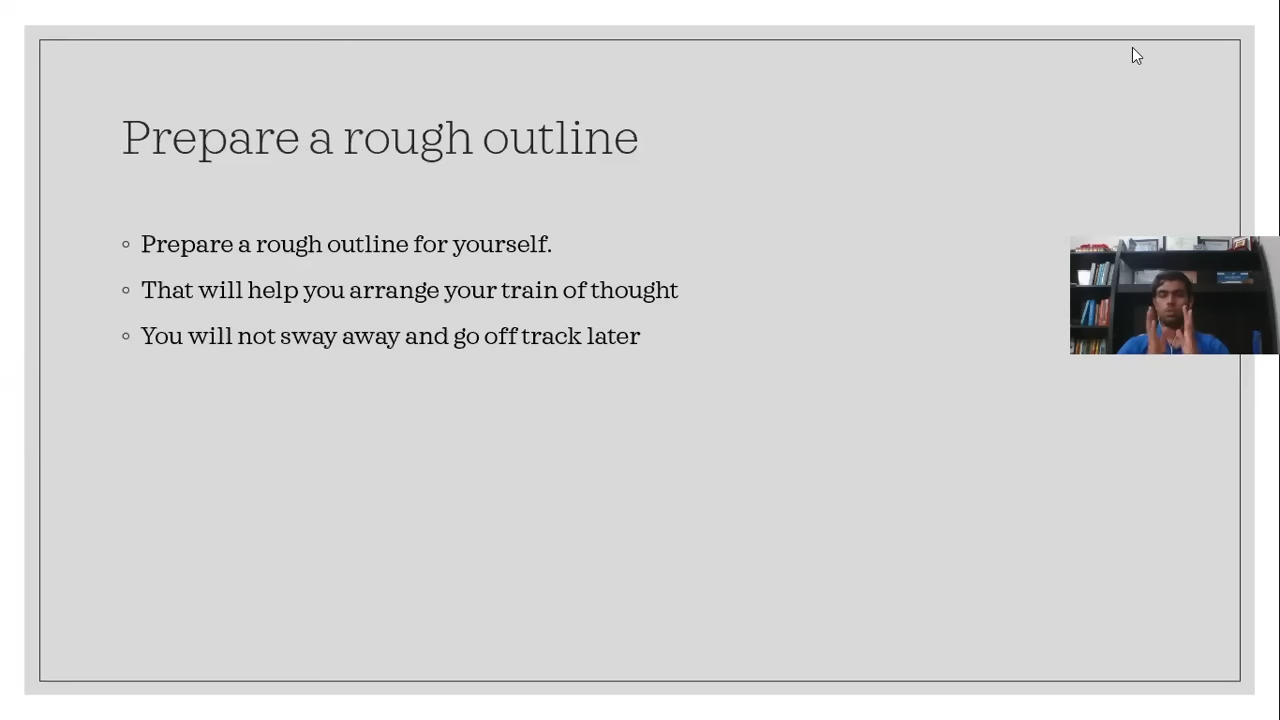 Prepare a rough outline
Prepare a rough outline for yourself.
That will help you arrange your train of thought
You will not sway away and go off track later